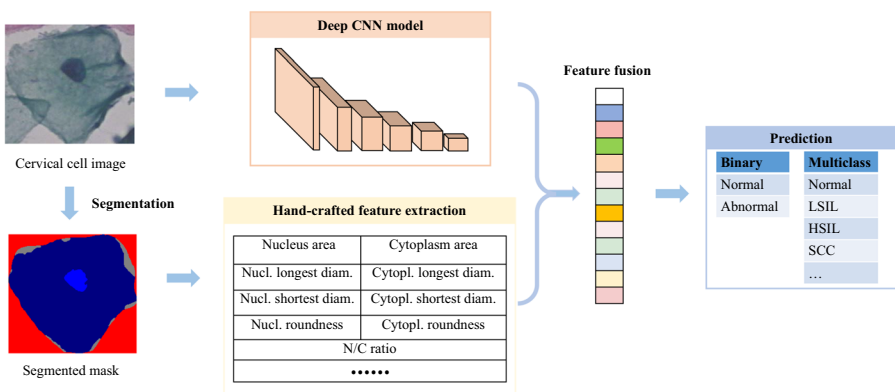 Deep CNN model
Cervical cell image
Segmentation
Segmented mask
Hand-crafted feature extraction
Nucleus area
Cytoplasm area
Nucl. longest diam.
Cytopl. longest diam.
Nucl. shortest diam.
Cytopl. shortest diam.
Nucl. roundness
Cytopl. roundness
N/C ratio
••••••
Feature fusion
Prediction
Binary
Multiclass
Normal
Normal
Abnormal
LSIL
HSIL
SCC
…